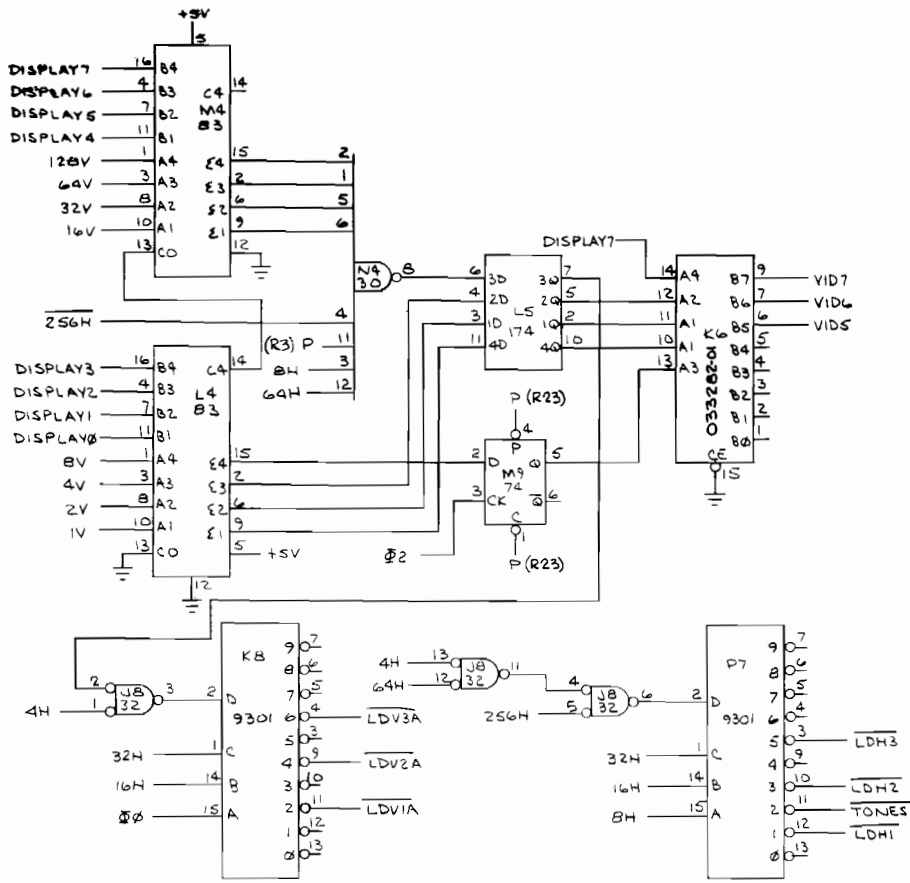 +5V
5
DISPLAY7 16 B4
DISPLAY6 4 B3 C4 14
DISPLAY5 7 B2 M4
DISPLAY4 11 B1 83
128V 1 A4 Σ4 15 2
64V 3 A3 Σ3 2 1
32V 8 A2 Σ2 6 5
16V 10 A1 Σ1 9 6
13 CO 12
N4 30 8
256H 4
(R3) P 11
8H 3
64H 12
DISPLAY3 16 B4 C4 14
DISPLAY2 4 B3 L4
DISPLAY1 7 B2 83
DISPLAY0 11 B1
8V 1 A4 Σ4 15
4V 3 A3 Σ3 2
2V 8 A2 Σ2 6
1V 10 A1 Σ1 9
13 CO 5 +5V
12
6 3D 3Q 7
4 2D 2Q 5
3 1D L5 1Q 2
11 4D 174 4Q 10
P (R23)
4
P
2 D Q 5
M9
74
3 CK Q 6
C
1
Φ2
P (R23)
DISPLAY7
14 A4 B7 9 VID7
12 A2 B6 7 VID6
11 A1 K6 B5 6 VID5
10 A1 B4 5
13 A3 B3 4
033282-01
B2 3
B1 2
B0 1
CE
15
2
4H 1 J8 32 3
2 D
K8
9301
32H 1 C
16H 14 B
Φ0 15 A
9 7
8 6
7 5
6 4 LDV3A
5 3
4 9 LDV2A
3 10
2 11 LDV1A
1 12
0 13
4H 13
64H 12 J8 32 11
4
256H 5 J8 32 6
2 D
P7
9301
32H 1 C
16H 14 B
8H 15 A
9 7
8 6
7 5
6 4
5 3 LDH3
4 9
3 10 LDH2
2 11 TONES
1 12 LDH1
0 13